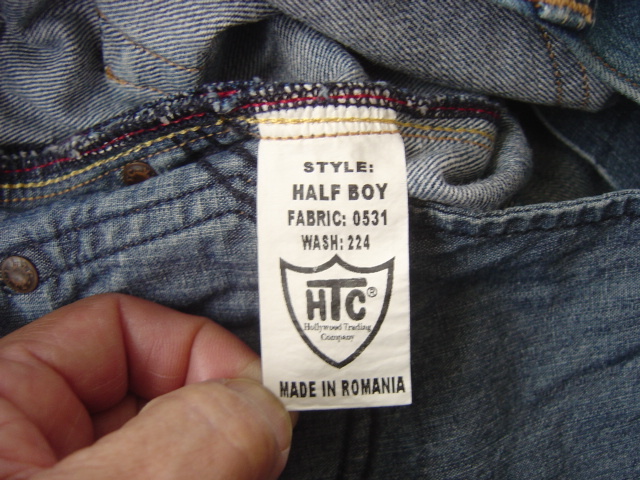 STYLE:
HALF BOY
FABRIC: 0531
WASH: 224
HTC®
Hollywood Trading
Company
MADE IN ROMANIA